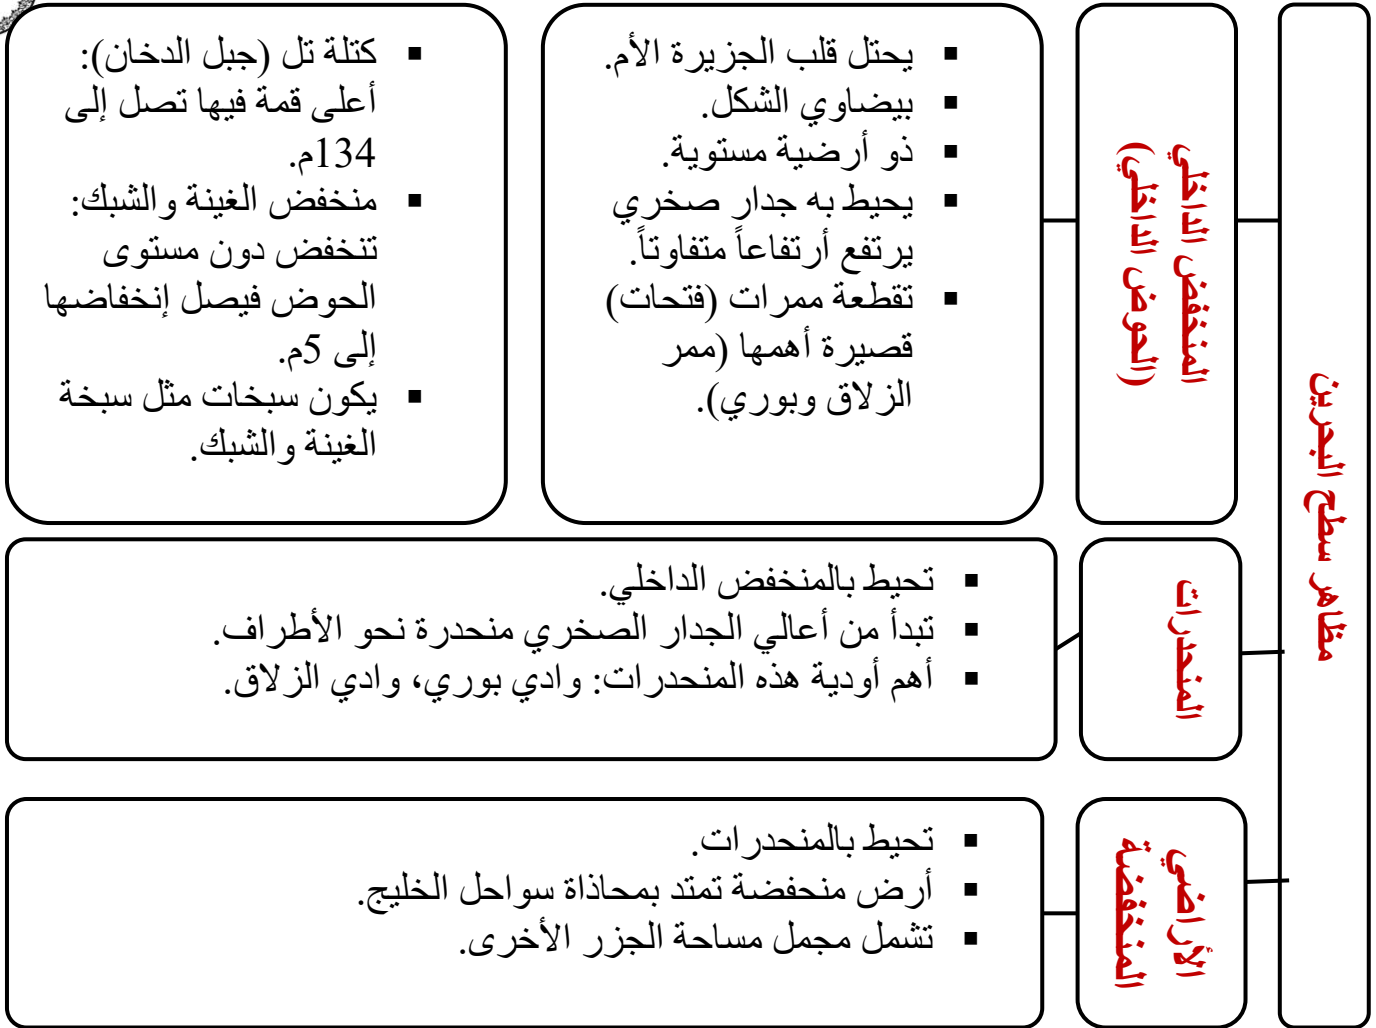 مظاهر سطح البحرين
المنخفض الداخلي
(الحوض الداخلي)
▪ يحتل قلب الجزيرة الأم.
▪ بيضاوي الشكل.
▪ ذو أرضية مستوية.
▪ يحيط به جدار صخري
يرتفع أرتفاعاً متفاوتاً.
▪ تقطعة ممرات (فتحات)
قصيرة أهمها (ممر
الزلاق وبوري).
▪ كتلة تل (جبل الدخان):
أعلى قمة فيها تصل إلى
134م.
▪ منخفض الغينة والشبك:
تنخفض دون مستوى
الحوض فيصل إنخفاضها
إلى 5م.
▪ يكون سبخات مثل سبخة
الغينة والشبك.
المنحدرات
▪ تحيط بالمنخفض الداخلي.
▪ تبدأ من أعالي الجدار الصخري منحدرة نحو الأطراف.
▪ أهم أودية هذه المنحدرات: وادي بوري، وادي الزلاق.
الأراضي
المنخفضة
▪ تحيط بالمنحدرات.
▪ أرض منحفضة تمتد بمحاذاة سواحل الخليج.
▪ تشمل مجمل مساحة الجزر الأخرى.